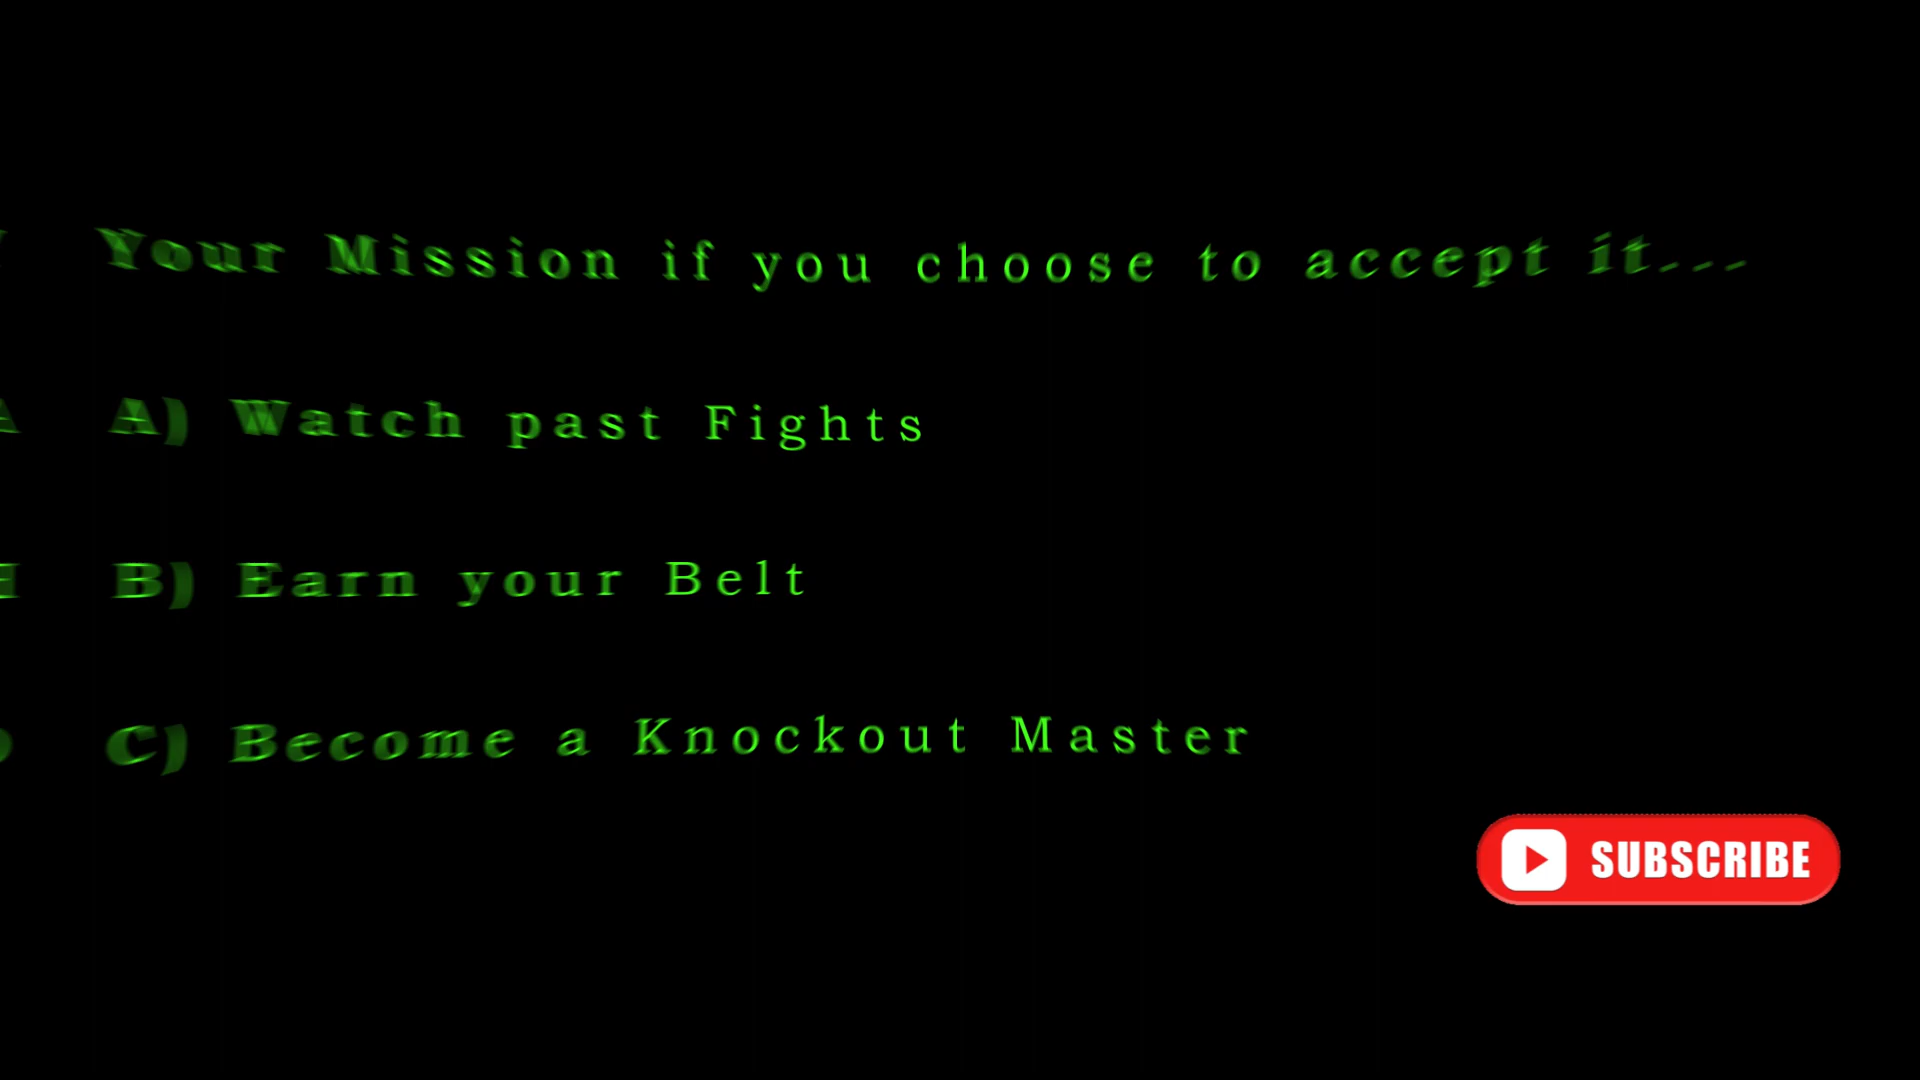 Your Mission if you choose to accept it...
A) Watch past Fights
B) Earn your Belt
C) Become a Knockout Master
SUBSCRIBE